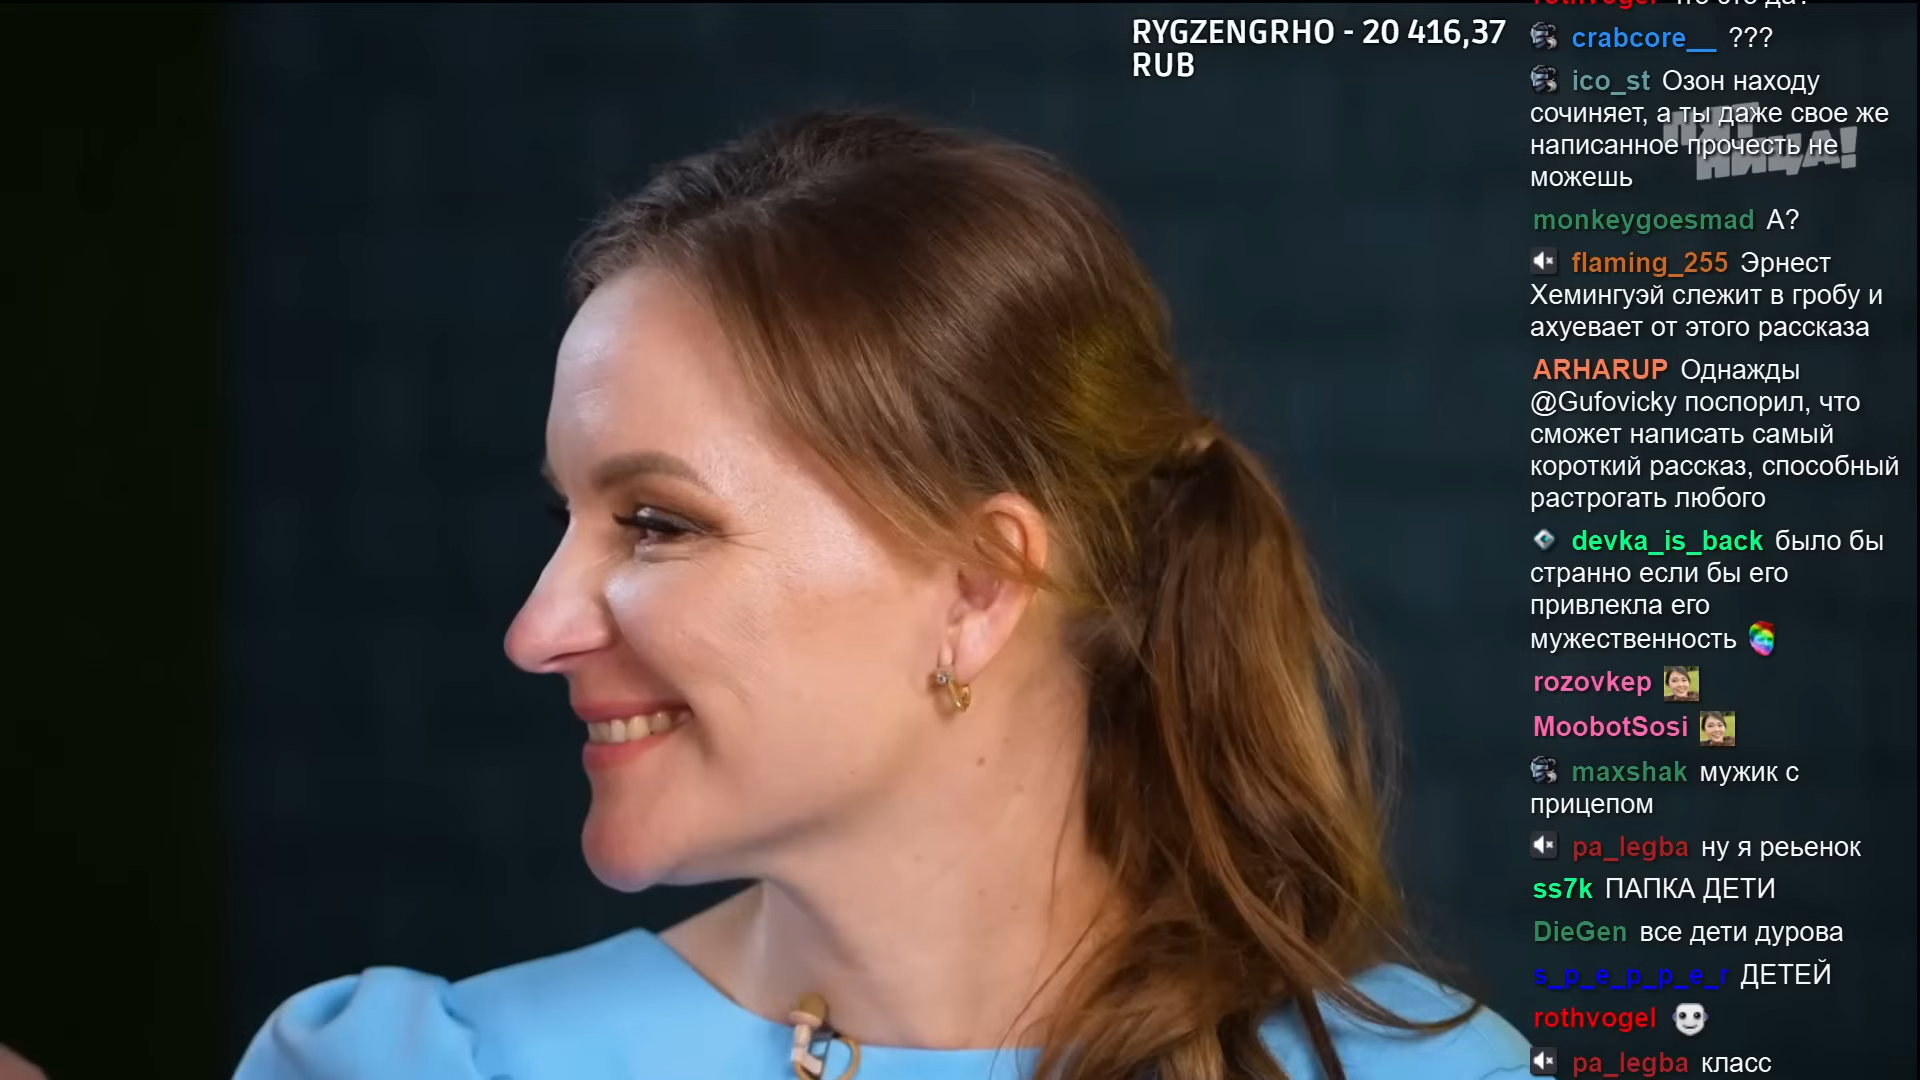 RYGZENGRHO - 20 416,37
RUB
crabcore__ ???
ico_st Озон находу
сочиняет, а ты даже свое же
написанное прочесть не
можешь
ПЯТНИЦА!
monkeygoesmad А?
flaming_255 Эрнест
Хемингуэй слежит в гробу и
ахуевает от этого рассказа
ARHARUP Однажды
@Gufovicky поспорил, что
сможет написать самый
короткий рассказ, способный
растрогать любого
devka_is_back было бы
странно если бы его
привлекла его
мужественность
rozovkep
MoobotSosi
maxshak мужик с
прицепом
pa_legba ну я реьенок
ss7k ПАПКА ДЕТИ
DieGen все дети дурова
s_p_e_p_p_e_r ДЕТЕЙ
rothvogel
pa_legba класс